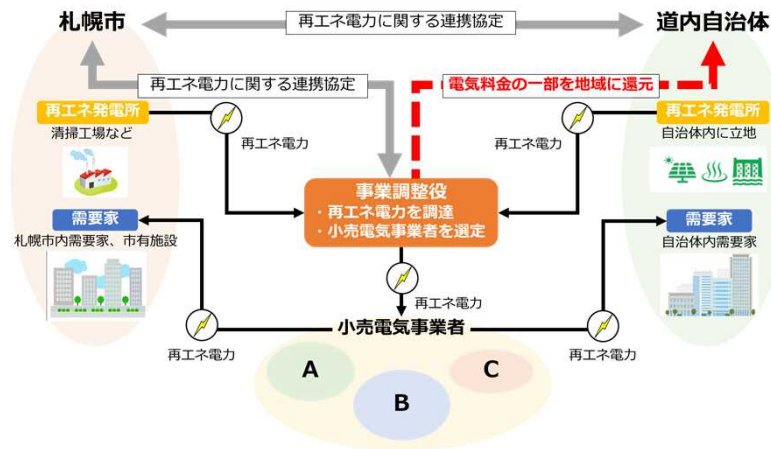 札幌市
再エネ電力に関する連携協定
道内自治体
再エネ電力に関する連携協定
電気料金の一部を地域に還元
再エネ発電所
清掃工場など
再エネ電力
再エネ電力
再エネ発電所
自治体内に立地
事業調整役
・再エネ電力を調達
・小売電気事業者を選定
需要家
札幌市内需要家、市有施設
需要家
自治体内需要家
再エネ電力
小売電気事業者
再エネ電力
再エネ電力
A
B
C